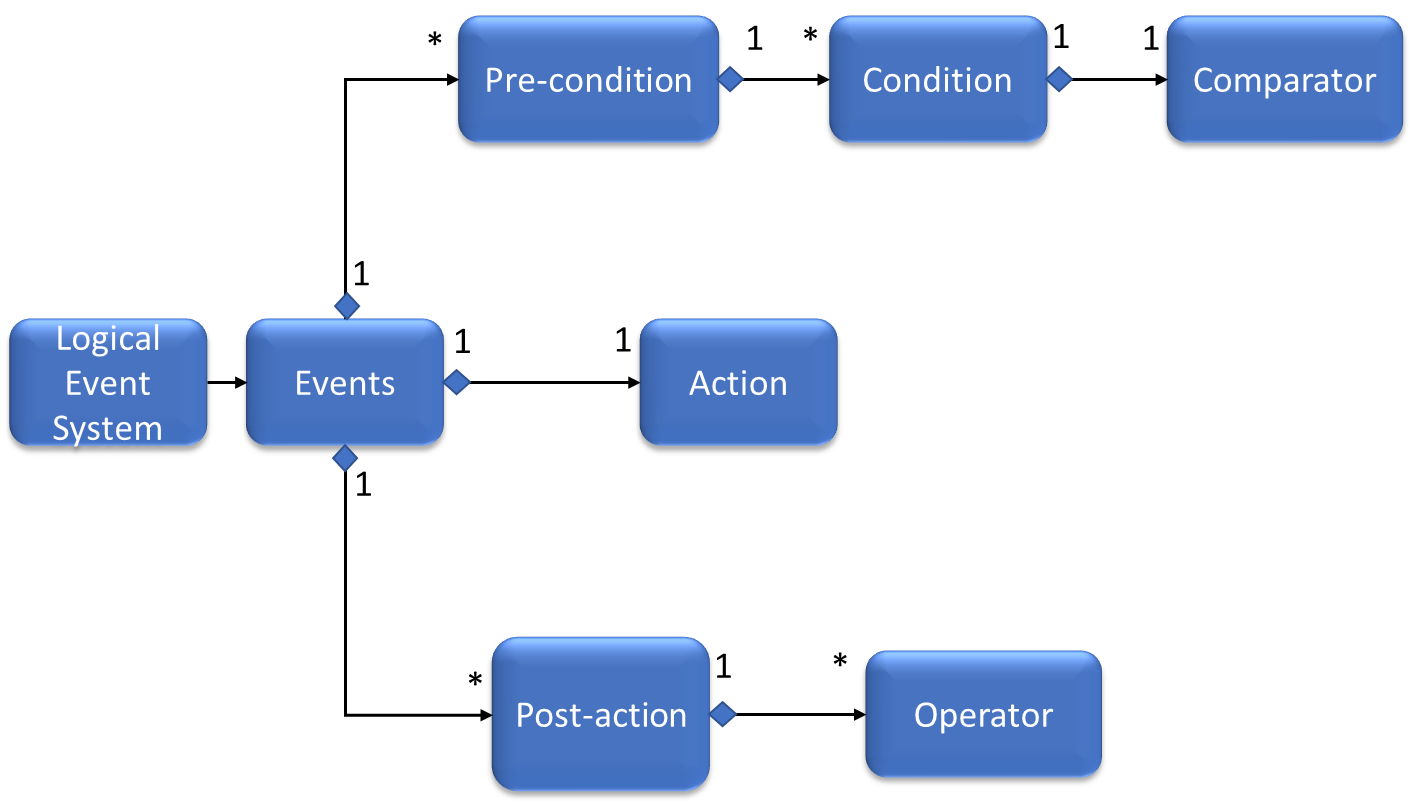 * 1 * 1 1
Pre-condition Condition Comparator
1
Logical
Event
System
Events
1 1
Action
1
* 1 *
Post-action Operator